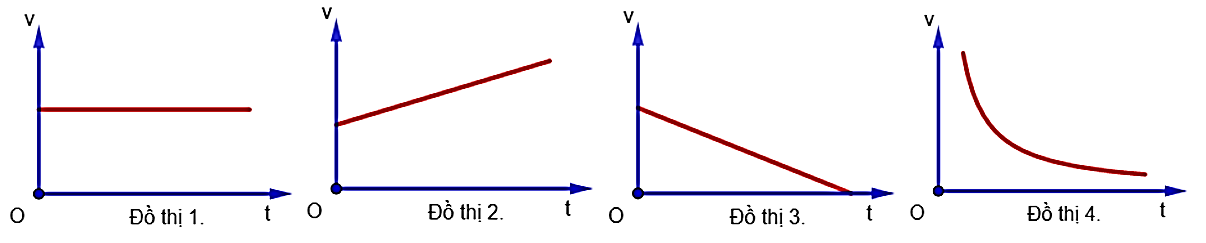 v
O
Đồ thị 1.
t
v
O
Đồ thị 2.
t
v
O
Đồ thị 3.
t
v
O
Đồ thị 4.
t